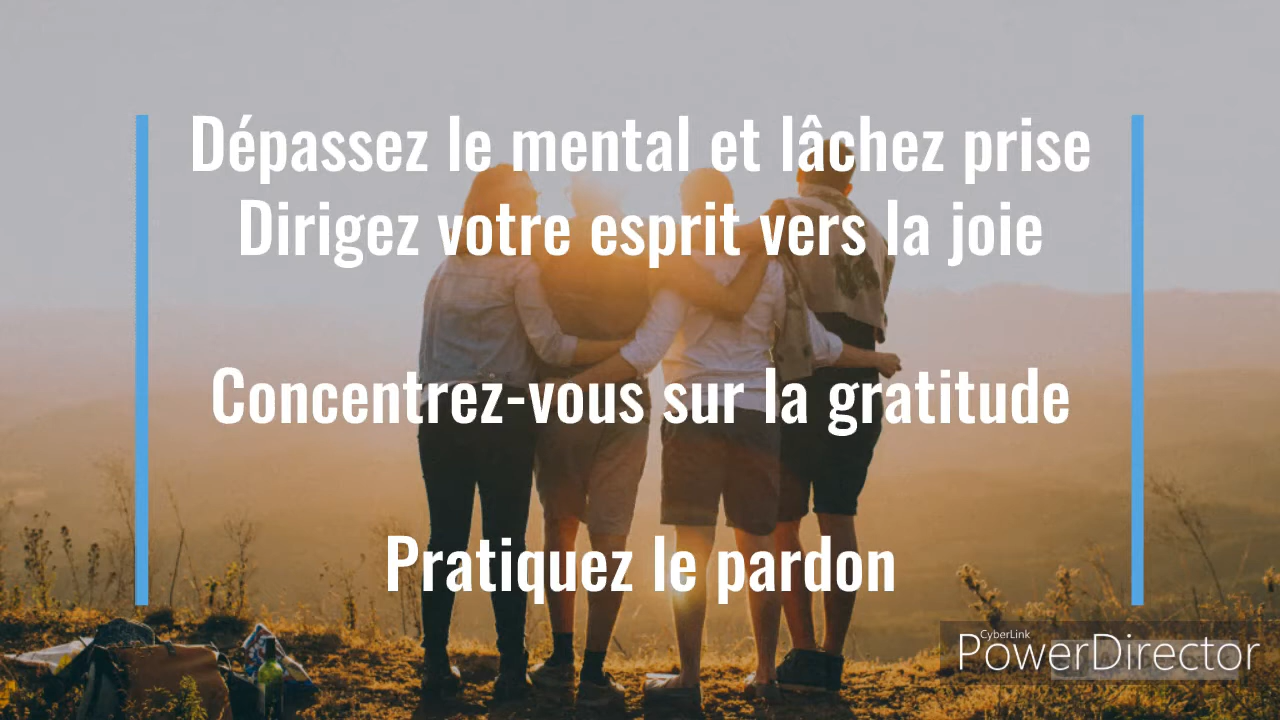 Dépassez le mental et lâchez prise
Dirigez votre esprit vers la joie
Concentrez-vous sur la gratitude
Pratiquez le pardon
CyberLink
PowerDirector